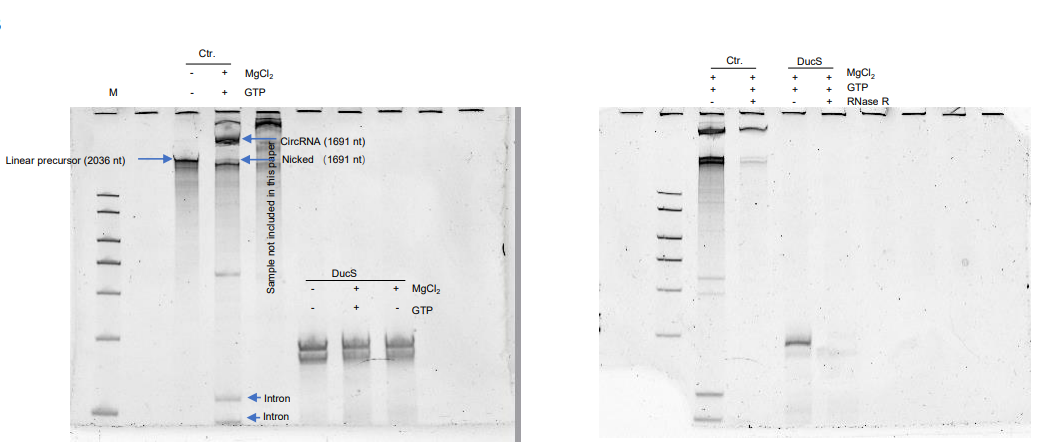 Ctr.
- + MgCl2
M - + GTP
CircRNA (1691 nt)
Linear precursor (2036 nt)
Nicked (1691 nt)
Sample not included in this paper
DucS
- + + MgCl2
- + - GTP
Intron
Intron
Ctr. DucS
+ + + + MgCl2
+ + + + GTP
- + - + RNase R